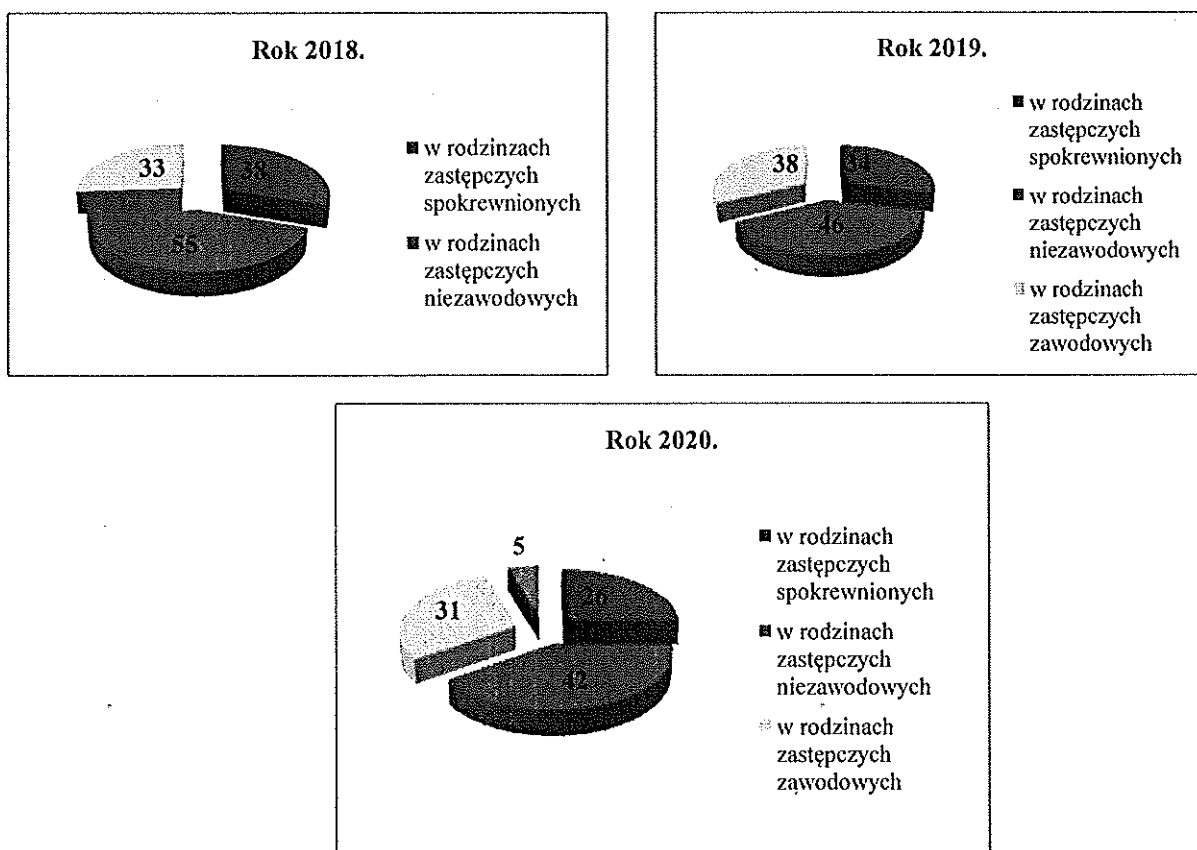 Rok 2018.
33
38
55
w rodzinzach
zastępczych
spokrewnionych
w rodzinach
zastępczych
niezawodowych
Rok 2019.
38
34
46
w rodzinach
zastępczych
spokrewnionych
w rodzinach
zastępczych
niezawodowych
w rodzinach
zastępczych
zawodowych
Rok 2020.
5
26
31
42
w rodzinach
zastępczych
spokrewnionych
w rodzinach
zastępczych
niezawodowych
w rodzinach
zastępczych
zawodowych